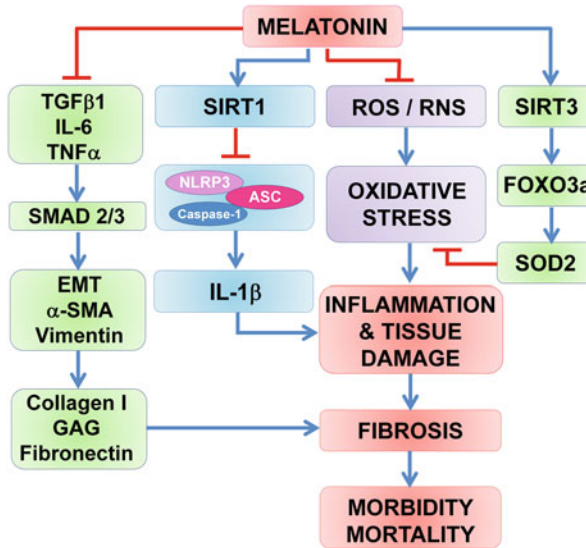 MELATONIN
TGFβ1
IL-6
TNFα
SIRT1
ROS / RNS
SIRT3
NLRP3
ASC
Caspase-1
OXIDATIVE
STRESS
FOXO3a
SMAD 2/3
SOD2
EMT
α-SMA
Vimentin
IL-1β
INFLAMMATION
& TISSUE
DAMAGE
Collagen I
GAG
Fibronectin
FIBROSIS
MORBIDITY
MORTALITY